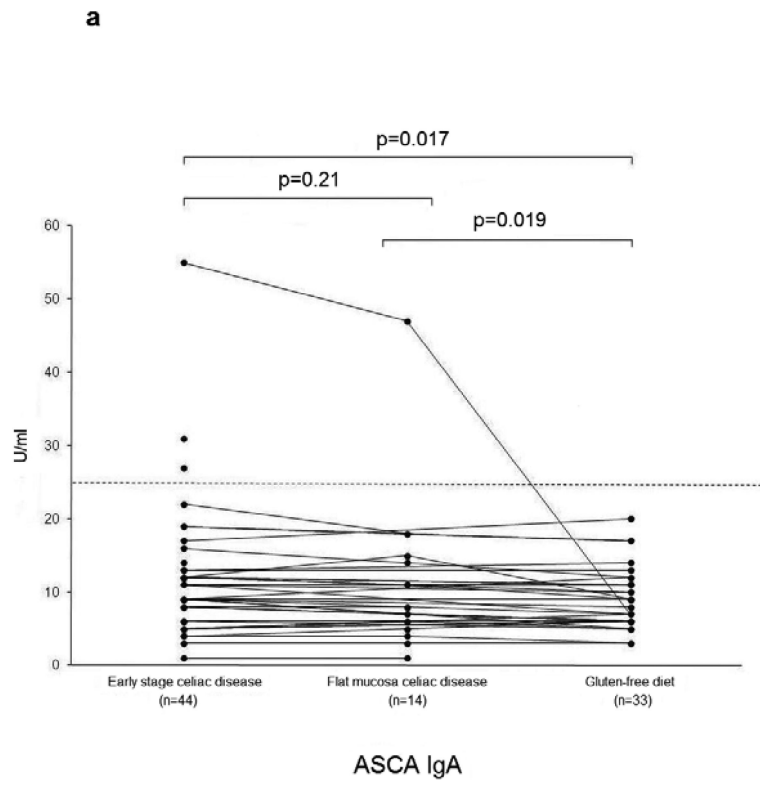 a
p=0.017
p=0.21
p=0.019
60
50
40
30
20
10
0
U/ml
Early stage celiac disease
(n=44)
Flat mucosa celiac disease
(n=14)
Gluten-free diet
(n=33)
ASCA IgA